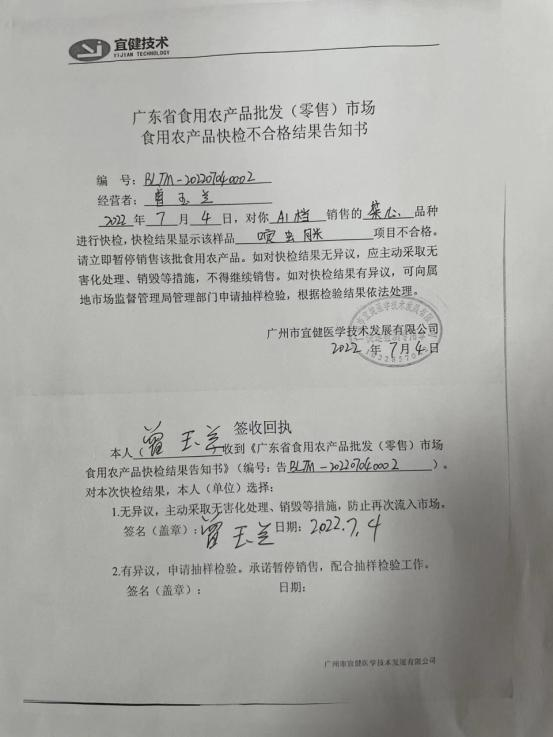 宜健技术
YIJIAN TECHNOLOGY
广东省食用农产品批发（零售）市场
食用农产品快检不合格结果告知书
编 号：BLTM-202207040002
经营者：曾玉兰
2022 年 7 月 4 日，对你 A1档 销售的 菜心 品种
进行快检，快检结果显示该样品 啶虫脒 项目不合格。
请立即暂停销售该批食用农产品。如对快检结果无异议，应主动采取无
害化处理、销毁等措施，不得继续销售。如对快检结果有异议，可向属
地市场监督管理局管理部门申请抽样检验，根据检验结果依法处理。
广州市宜健医学技术发展有限公司
2022 年 7 月 4 日
签收回执
本人（曾玉兰）收到《广东省食用农产品批发（零售）市场
食用农产品快检结果告知书》（编号：告BLTM-202207040002）。
对本次快检结果，本人（单位）选择：
1.无异议，主动采取无害化处理、销毁等措施，防止再次流入市场。
签名（盖章）：曾玉兰 日期：2022.7.4
2.有异议，申请抽样检验。承诺暂停销售，配合抽样检验工作。
签名（盖章）： 日期：
广州市宜健医学技术发展有限公司